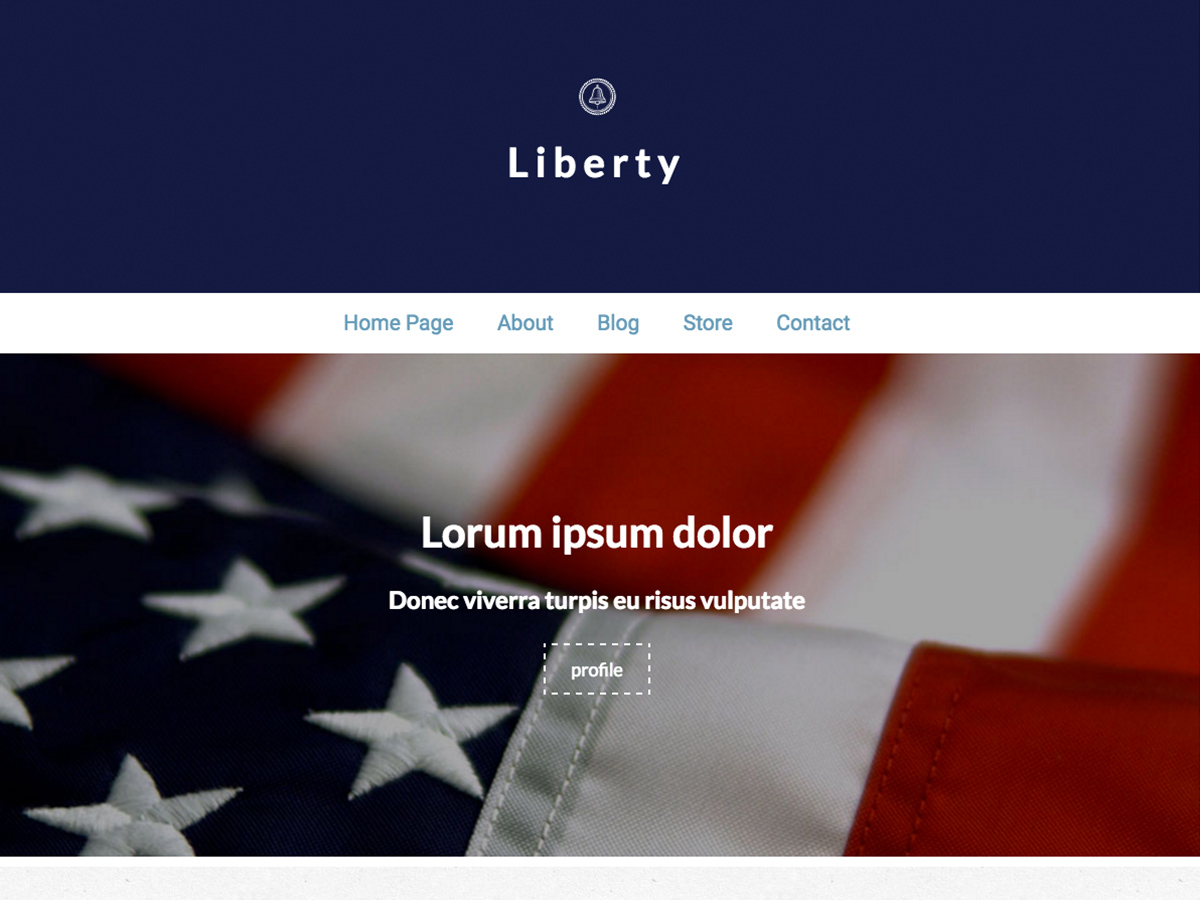 Liberty
Home Page About Blog Store Contact
Lorum ipsum dolor
Donec viverra turpis eu risus vulputate
profile